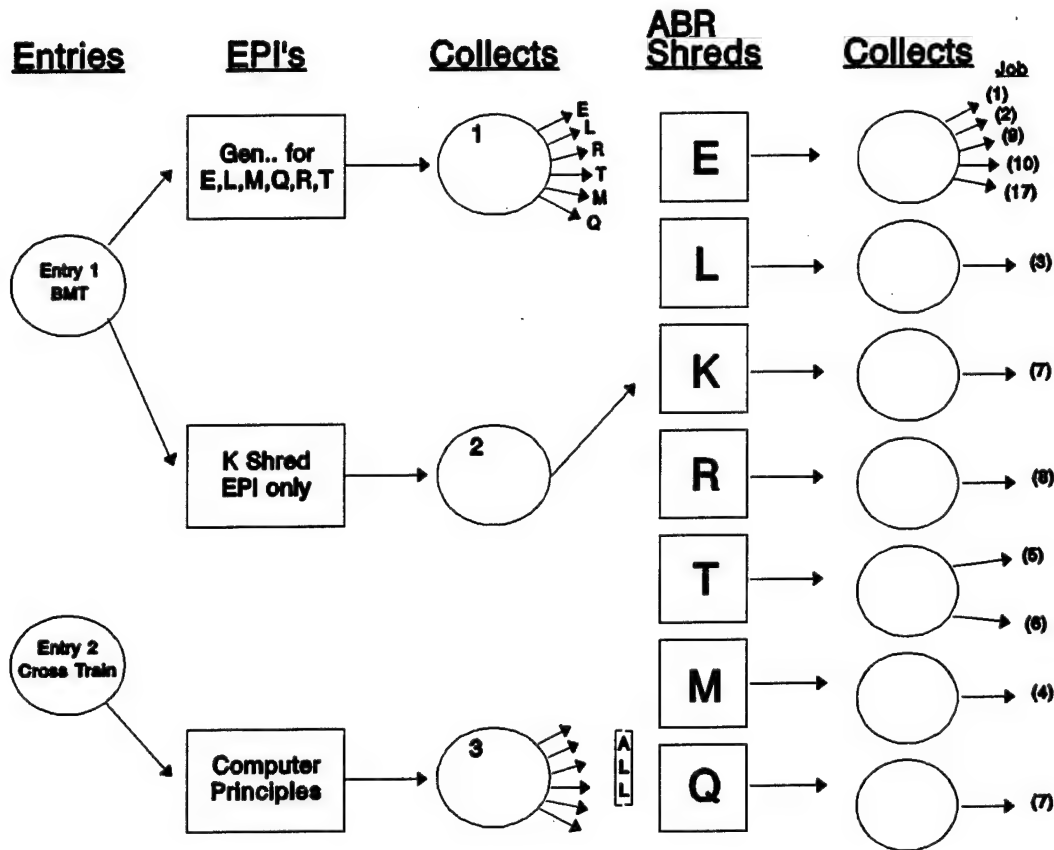 Entries
EPI's
Collects
ABR
Shreds
Collects
Job
Entry 1
BMT
Gen.. for
E,L,M,Q,R,T
1
E
L
R
T
M
Q
E
(1)
(2)
(9)
(10)
(17)
L
(3)
K Shred
EPI only
2
K
(7)
R
(8)
T
(5)
(6)
Entry 2
Cross Train
Computer
Principles
3
A
L
L
M
(4)
Q
(7)